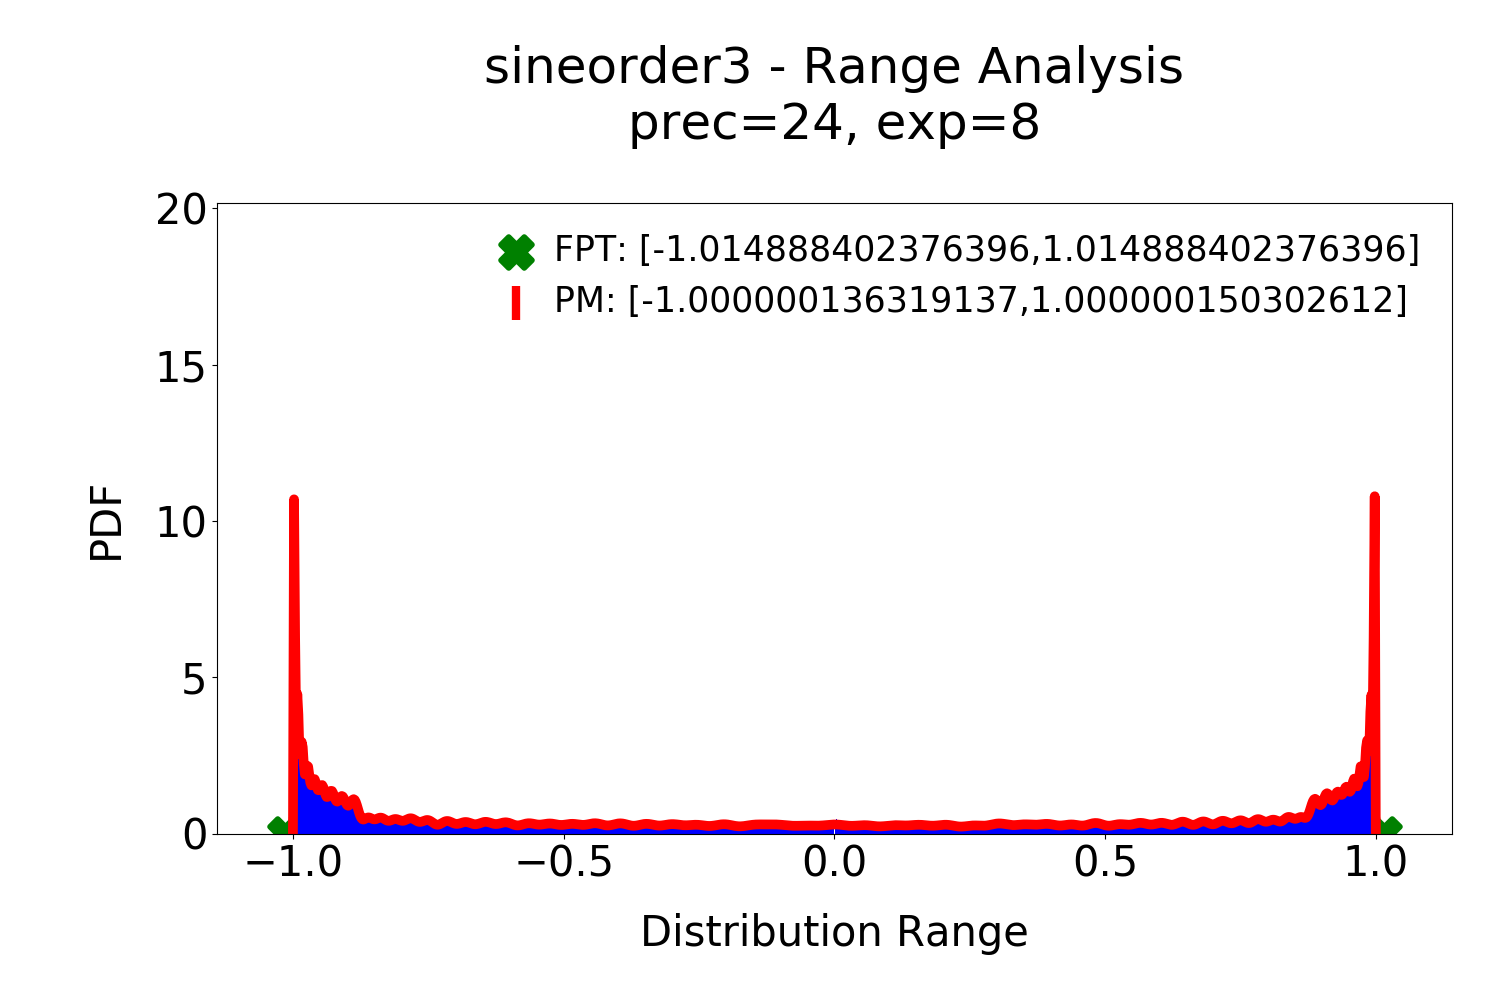 sineorder3 - Range Analysis
prec=24, exp=8
FPT: [-1.014888402376396,1.014888402376396]
PM: [-1.000000136319137,1.000000150302612]
20
15
10
5
0
PDF
−1.0 −0.5 0.0 0.5 1.0
Distribution Range